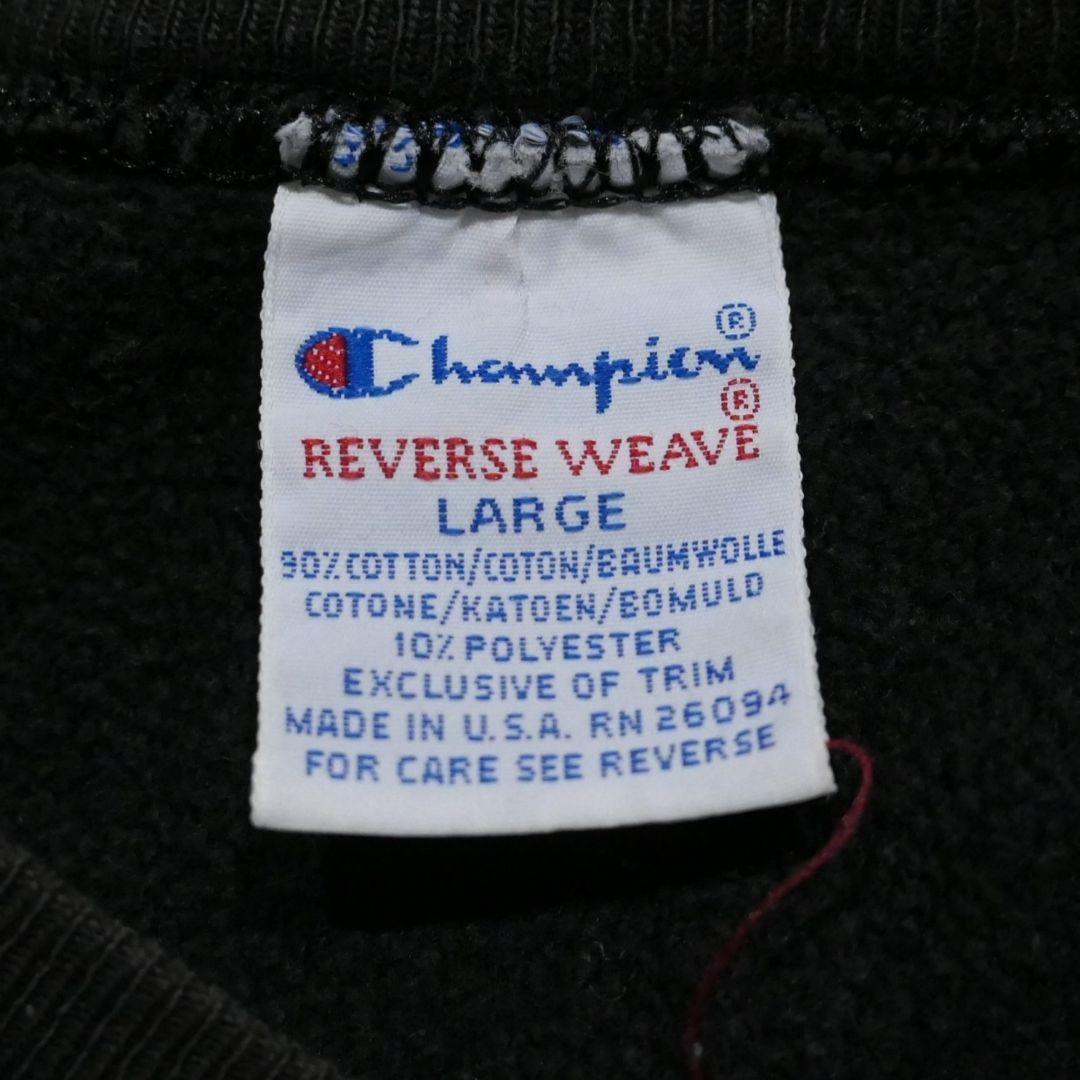 Champion®
REVERSE WEAVE®
LARGE
90% COTTON/COTON/BAUMWOLLE
COTONE/KATOEN/BOMULD
10% POLYESTER
EXCLUSIVE OF TRIM
MADE IN U.S.A. RN 26094
FOR CARE SEE REVERSE